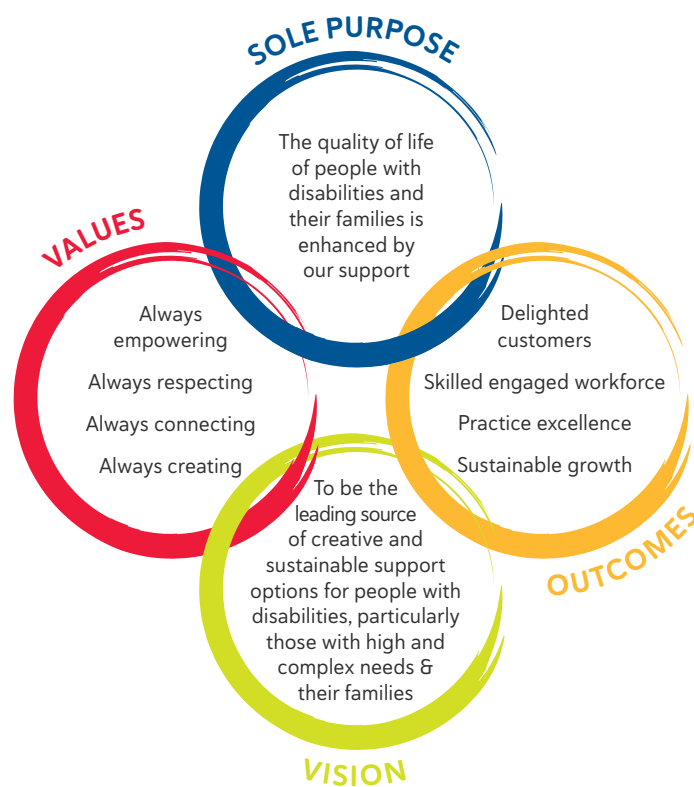 SOLE PURPOSE
The quality of life
of people with
disabilities and
their families is
enhanced by
our support
VALUES
Always
empowering
Always respecting
Always connecting
Always creating
Delighted
customers
Skilled engaged workforce
Practice excellence
Sustainable growth
OUTCOMES
To be the
leading source
of creative and
sustainable support
options for people with
disabilities, particularly
those with high and
complex needs &
their families
VISION